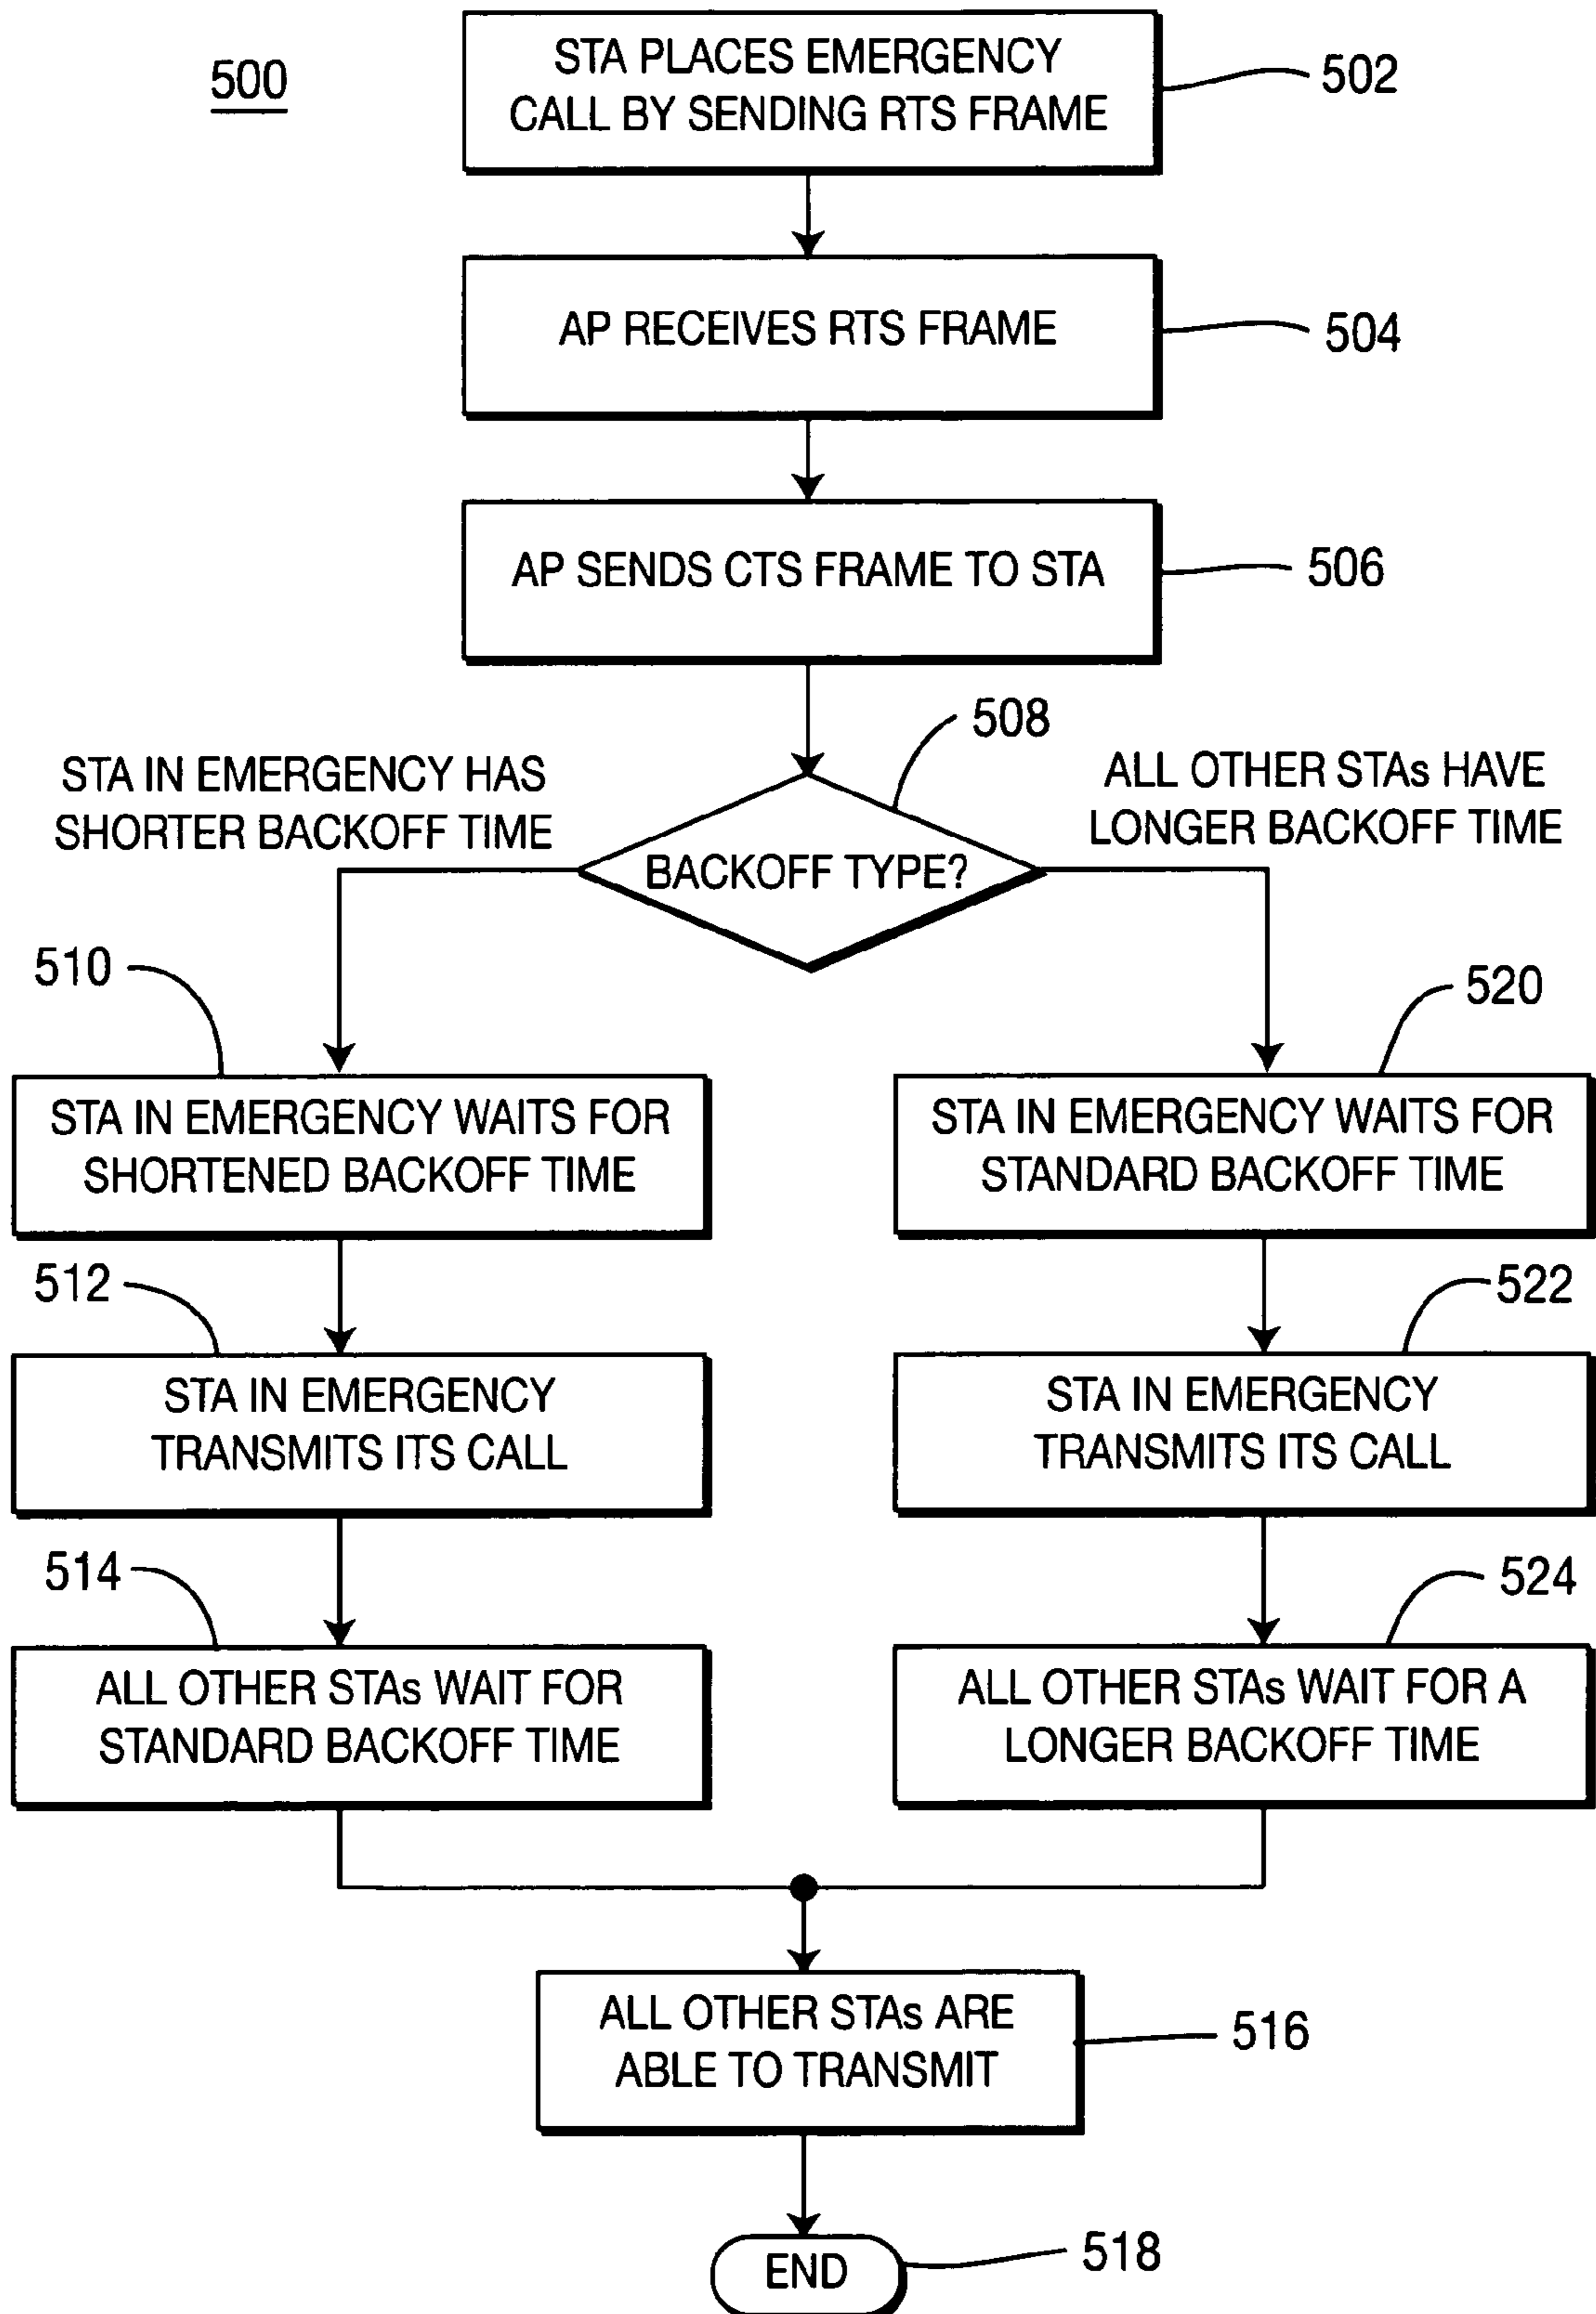 500
STA PLACES EMERGENCY
CALL BY SENDING RTS FRAME
502
AP RECEIVES RTS FRAME
504
AP SENDS CTS FRAME TO STA
506
508
STA IN EMERGENCY HAS
SHORTER BACKOFF TIME
ALL OTHER STAs HAVE
LONGER BACKOFF TIME
BACKOFF TYPE?
510
520
STA IN EMERGENCY WAITS FOR
SHORTENED BACKOFF TIME
STA IN EMERGENCY WAITS FOR
STANDARD BACKOFF TIME
512
522
STA IN EMERGENCY
TRANSMITS ITS CALL
STA IN EMERGENCY
TRANSMITS ITS CALL
514
524
ALL OTHER STAs WAIT FOR
STANDARD BACKOFF TIME
ALL OTHER STAs WAIT FOR A
LONGER BACKOFF TIME
ALL OTHER STAs ARE
ABLE TO TRANSMIT
516
END
518